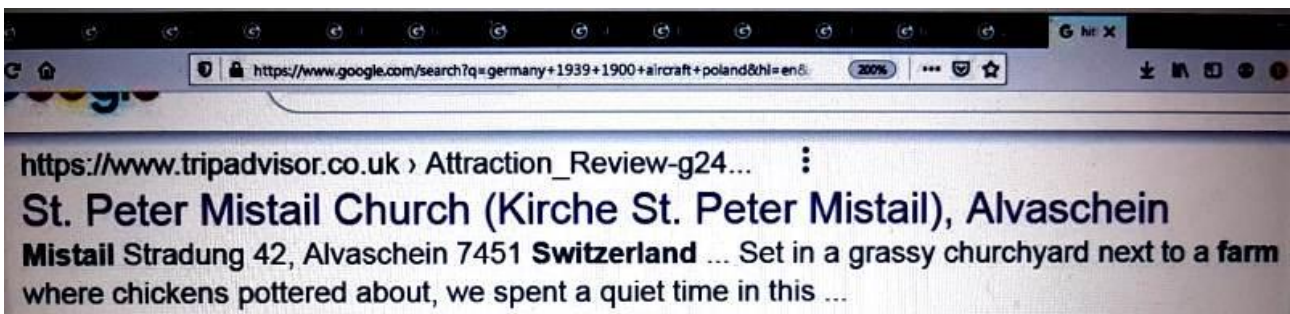 G hit
https://www.google.com/search?q=germany+1939+1900+aircraft+poland&hl=en&
200%
https://www.tripadvisor.co.uk › Attraction_Review-g24...
St. Peter Mistail Church (Kirche St. Peter Mistail), Alvaschein
Mistail Stradung 42, Alvaschein 7451 Switzerland ... Set in a grassy churchyard next to a farm
where chickens pottered about, we spent a quiet time in this ...